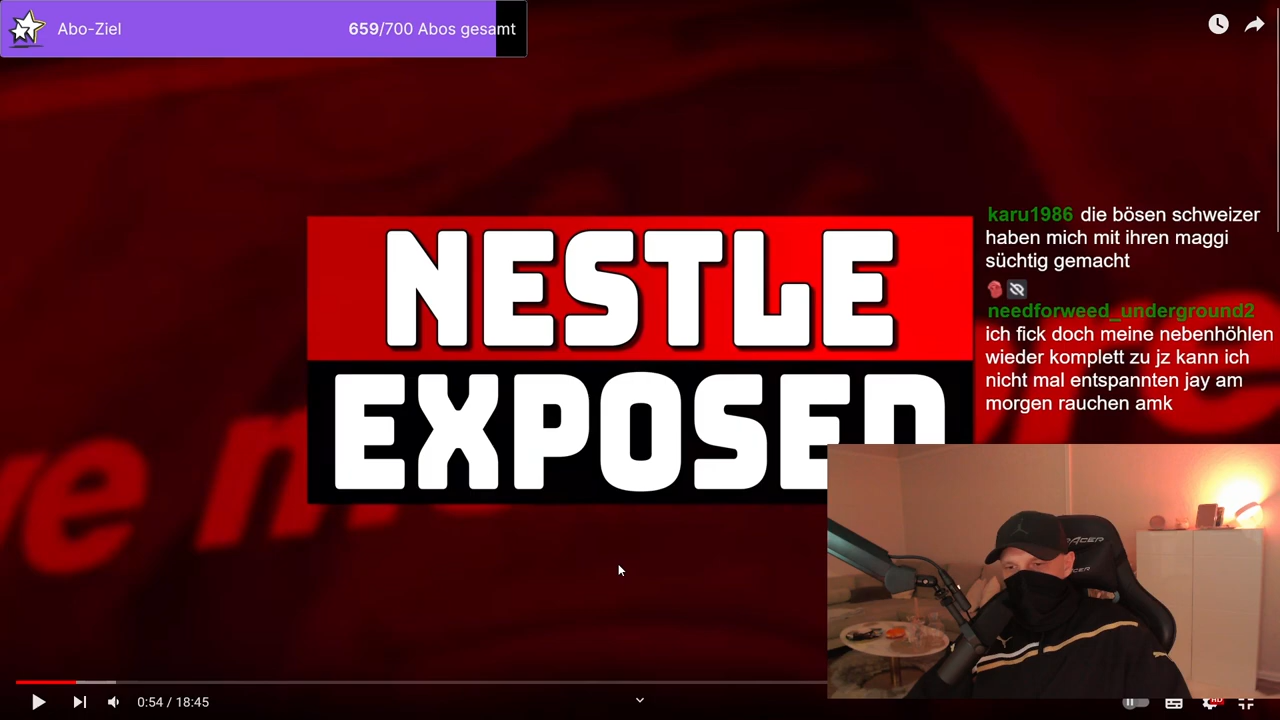 Abo-Ziel
659/700 Abos gesamt
NESTLE
EXPOSED
karu1986 die bösen schweizer
haben mich mit ihren maggi
süchtig gemacht
needforweed_underground2
ich fick doch meine nebenhöhlen
wieder komplett zu jz kann ich
nicht mal entspannten jay am
morgen rauchen amk
ve m
0:54 / 18:45
HD